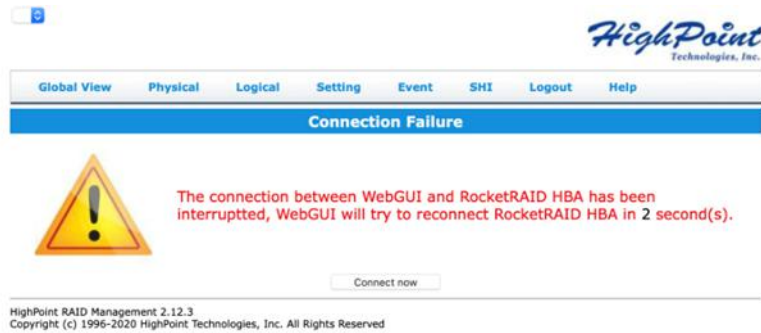 HighPoint
Technologies, Inc.
Global View Physical Logical Setting Event SHI Logout Help
Connection Failure
The connection between WebGUI and RocketRAID HBA has been
interruptted, WebGUI will try to reconnect RocketRAID HBA in 2 second(s).
Connect now
HighPoint RAID Management 2.12.3
Copyright (c) 1996-2020 HighPoint Technologies, Inc. All Rights Reserved